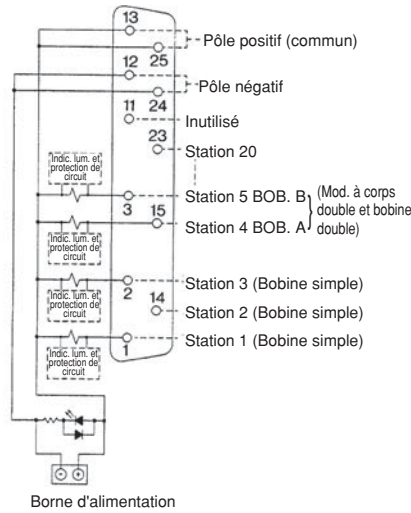 13
Pôle positif (commun)
12 25
Pôle négatif
24
11 Inutilisé
23
Station 20
Indic. lum. et
protection de
circuit
Station 5 BOB. B
3 15
(Mod. à corps
double et bobine
double)
Station 4 BOB. A
Indic. lum. et
protection de
circuit
Station 3 (Bobine simple)
2 14
Indic. lum. et
protection de
circuit
Station 2 (Bobine simple)
Station 1 (Bobine simple)
1
Indic. lum. et
protection de
circuit
- +
Borne d'alimentation